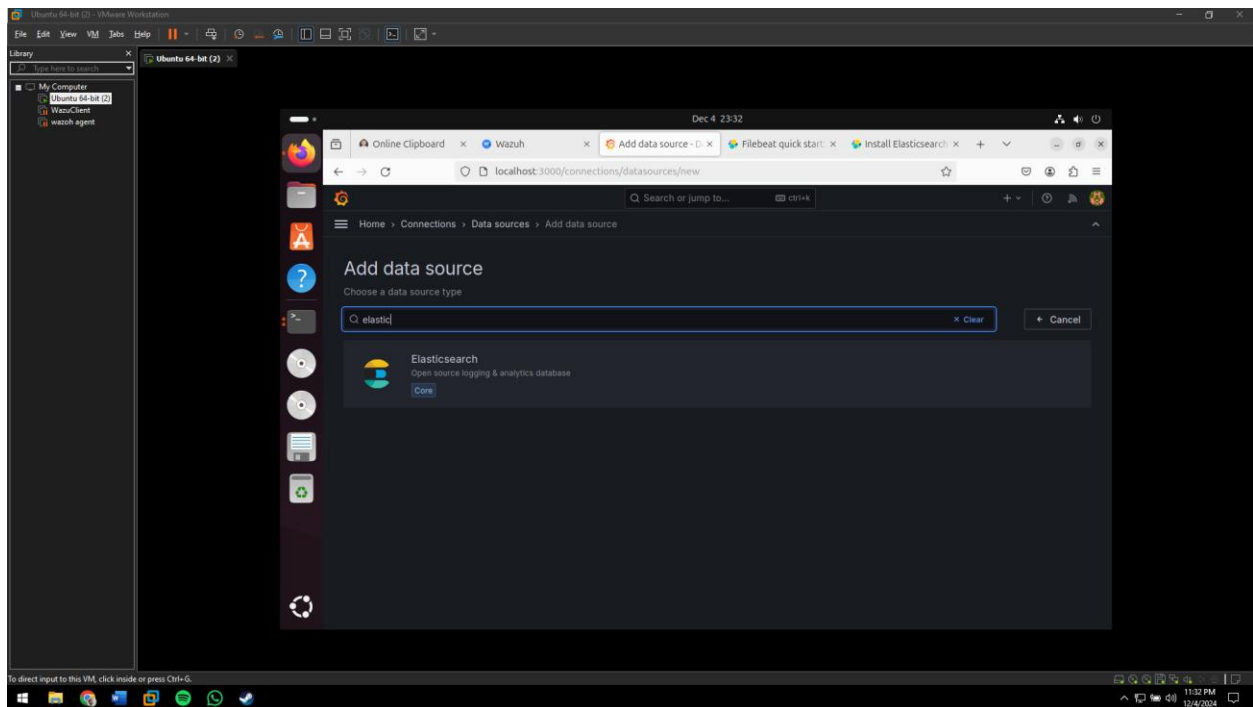 Ubuntu 64-bit (2) - VMware Workstation
File Edit View VM Tabs Help
Library
Type here to search
My Computer
Ubuntu 64-bit (2)
WazuClient
wazoh agent
Ubuntu 64-bit (2)
Dec 4 23:32
Online Clipboard
Wazuh
Add data source - D
Filebeat quick start:
Install Elasticsearch
localhost:3000/connections/datasources/new
Search or jump to...
ctrl+k
Home > Connections > Data sources > Add data source
Add data source
Choose a data source type
elastic
Clear
Cancel
Elasticsearch
Open source logging & analytics database
Core
To direct input to this VM, click inside or press Ctrl+G.
11:32 PM
12/4/2024